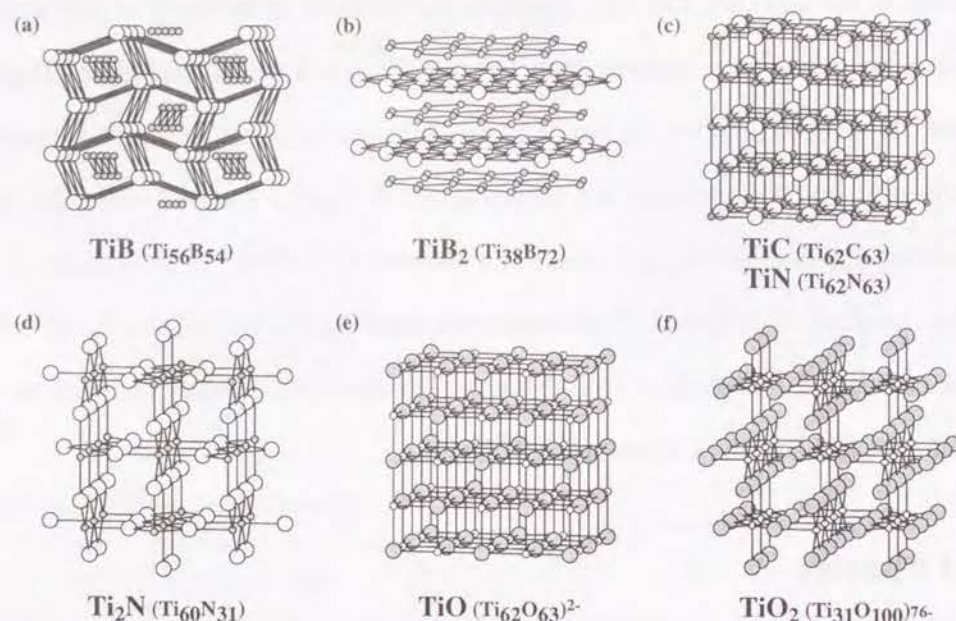 (a)
(b)
(c)
TiB (Ti56B54)
TiB2 (Ti38B72)
TiC (Ti62C63)
TiN (Ti62N63)
(d)
(e)
(f)
Ti2N (Ti60N31)
TiO (Ti62O63)2-
TiO2 (Ti31O100)76-